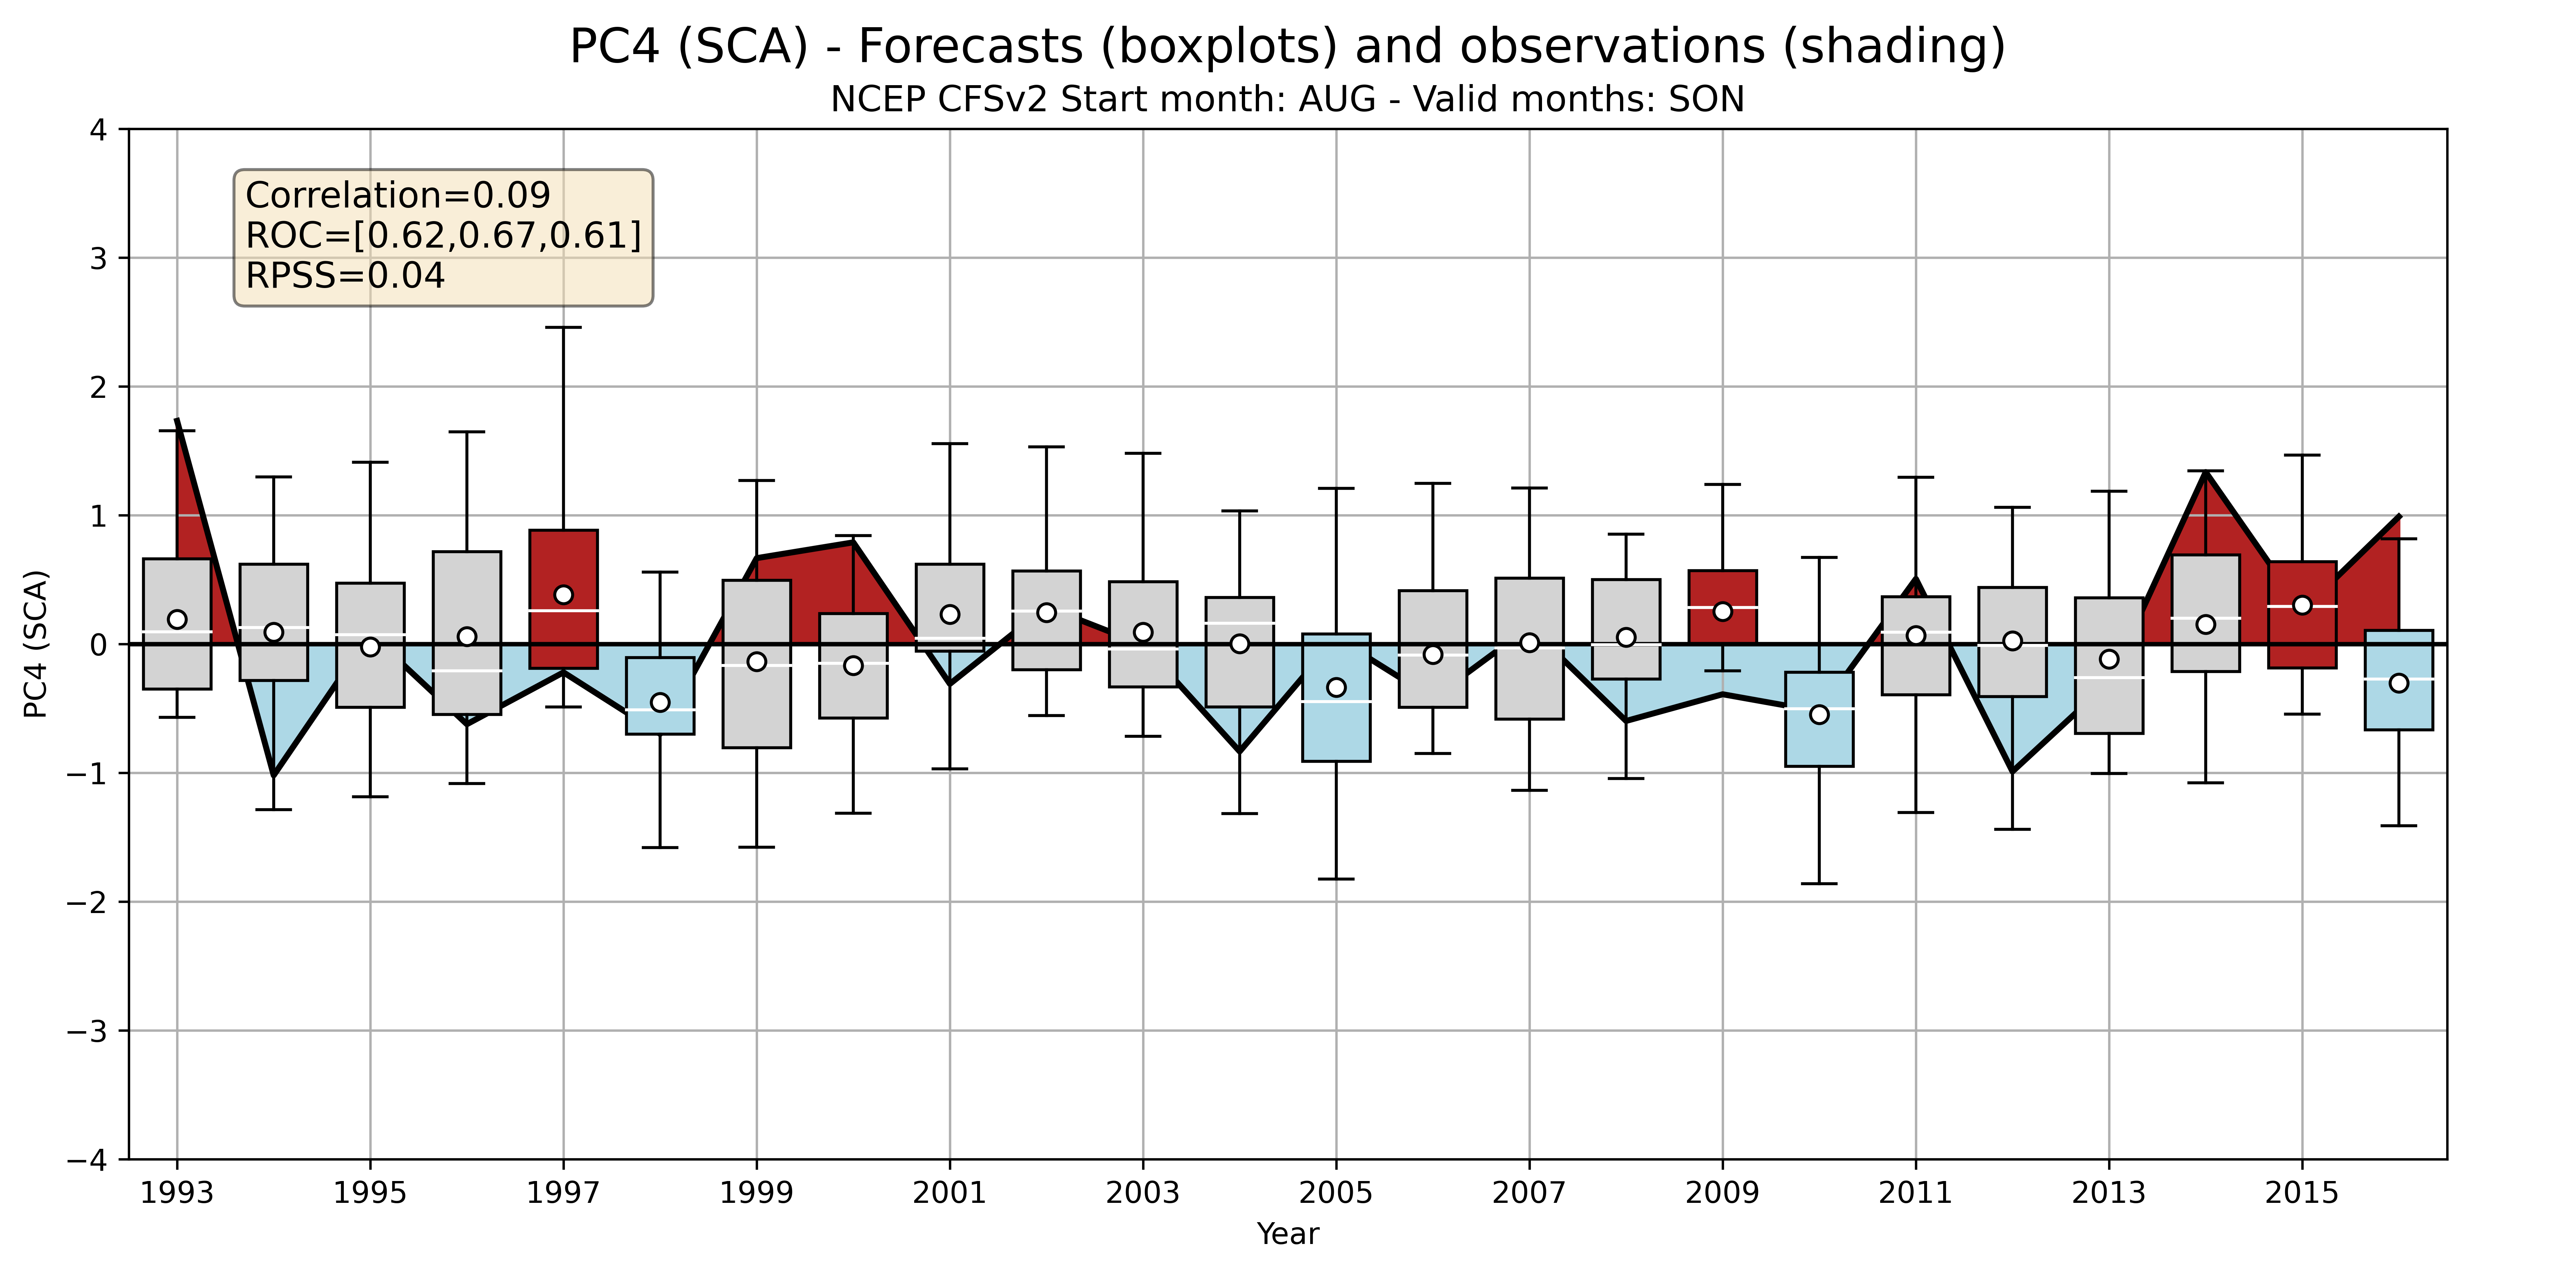 PC4 (SCA) - Forecasts (boxplots) and observations (shading)
NCEP CFSv2 Start month: AUG - Valid months: SON
Correlation=0.09
ROC=[0.62,0.67,0.61]
RPSS=0.04
PC4 (SCA)
4
3
2
1
0
−1
−2
−3
−4
1993 1995 1997 1999 2001 2003 2005 2007 2009 2011 2013 2015
Year